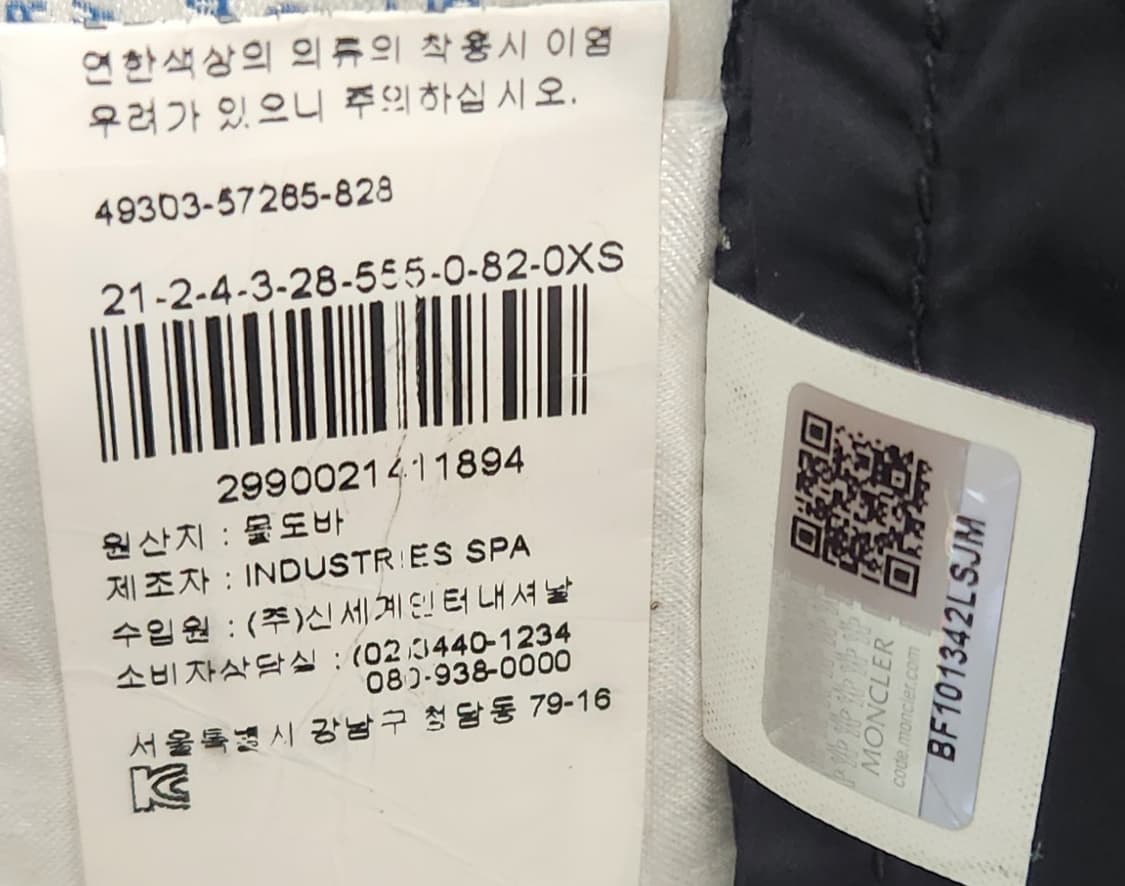 연한색상의 의류의 착용시 이염
우려가 있으니 주의하십시오.
49303-57265-828
21-2-4-3-28-555-0-82-0XS
2990021411894
원산지 : 몰도바
제조자 : INDUSTRIES SPA
수입원 : (주)신세계인터내셔날
소비자상담실 : (02)3440-1234
080-938-0000
서울특별시 강남구 청담동 79-16
KC
MONCLER
code.moncler.com
BF101342LSJM